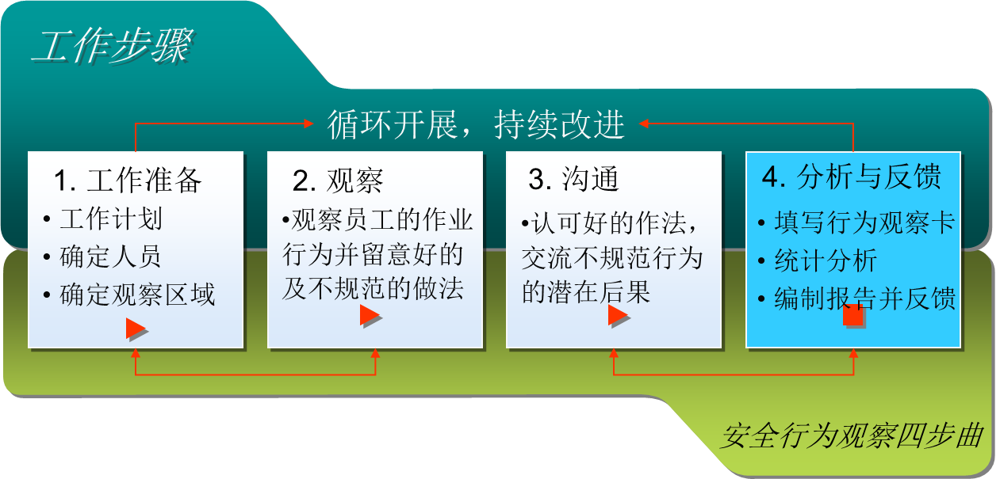 工作步骤
循环开展，持续改进
1. 工作准备
• 工作计划
• 确定人员
• 确定观察区域
2. 观察
•观察员工的作业
行为并留意好的
及不规范的做法
3. 沟通
•认可好的作法，
交流不规范行为
的潜在后果
4. 分析与反馈
• 填写行为观察卡
• 统计分析
• 编制报告并反馈
安全行为观察四步曲